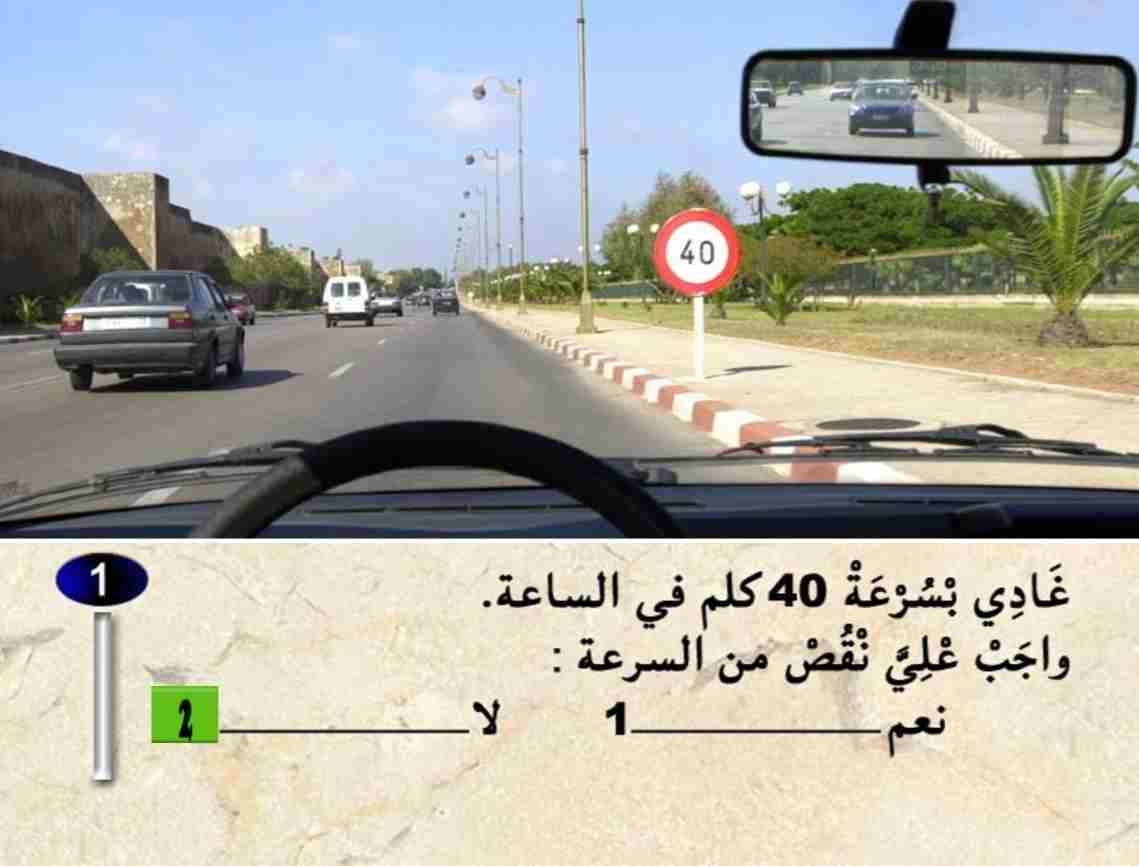 40
1
غَادِي بْسُرْعَةْ 40 كلم في الساعة.
واجَبْ عْلِيَّ نْقُصْ من السرعة :
نعم 1 لا 2